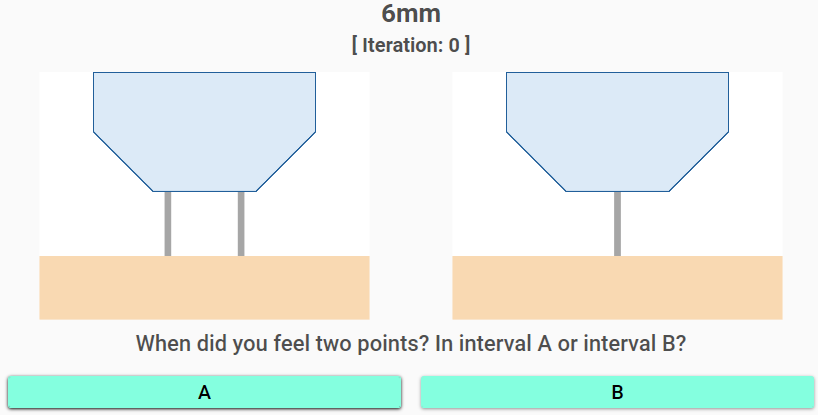 6mm
[ Iteration: 0 ]
When did you feel two points? In interval A or interval B?
A
B